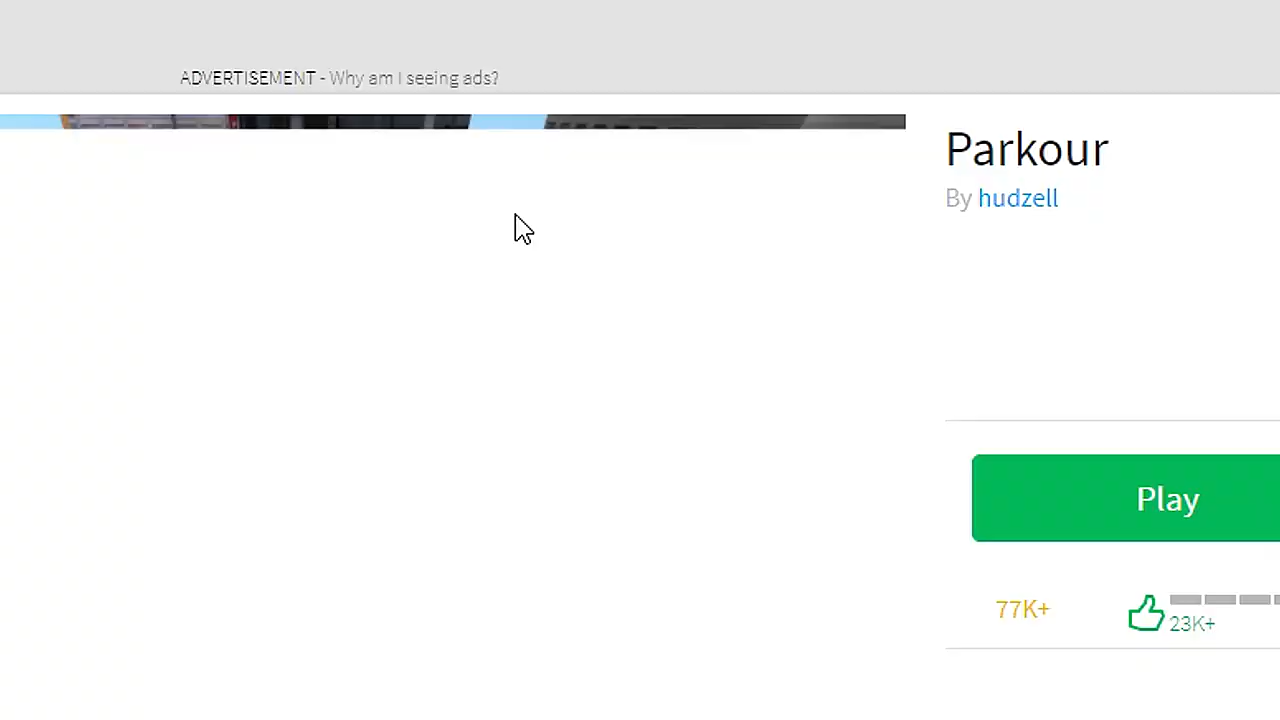 ADVERTISEMENT - Why am I seeing ads?
Parkour
By hudzell
Play
77K+
23K+